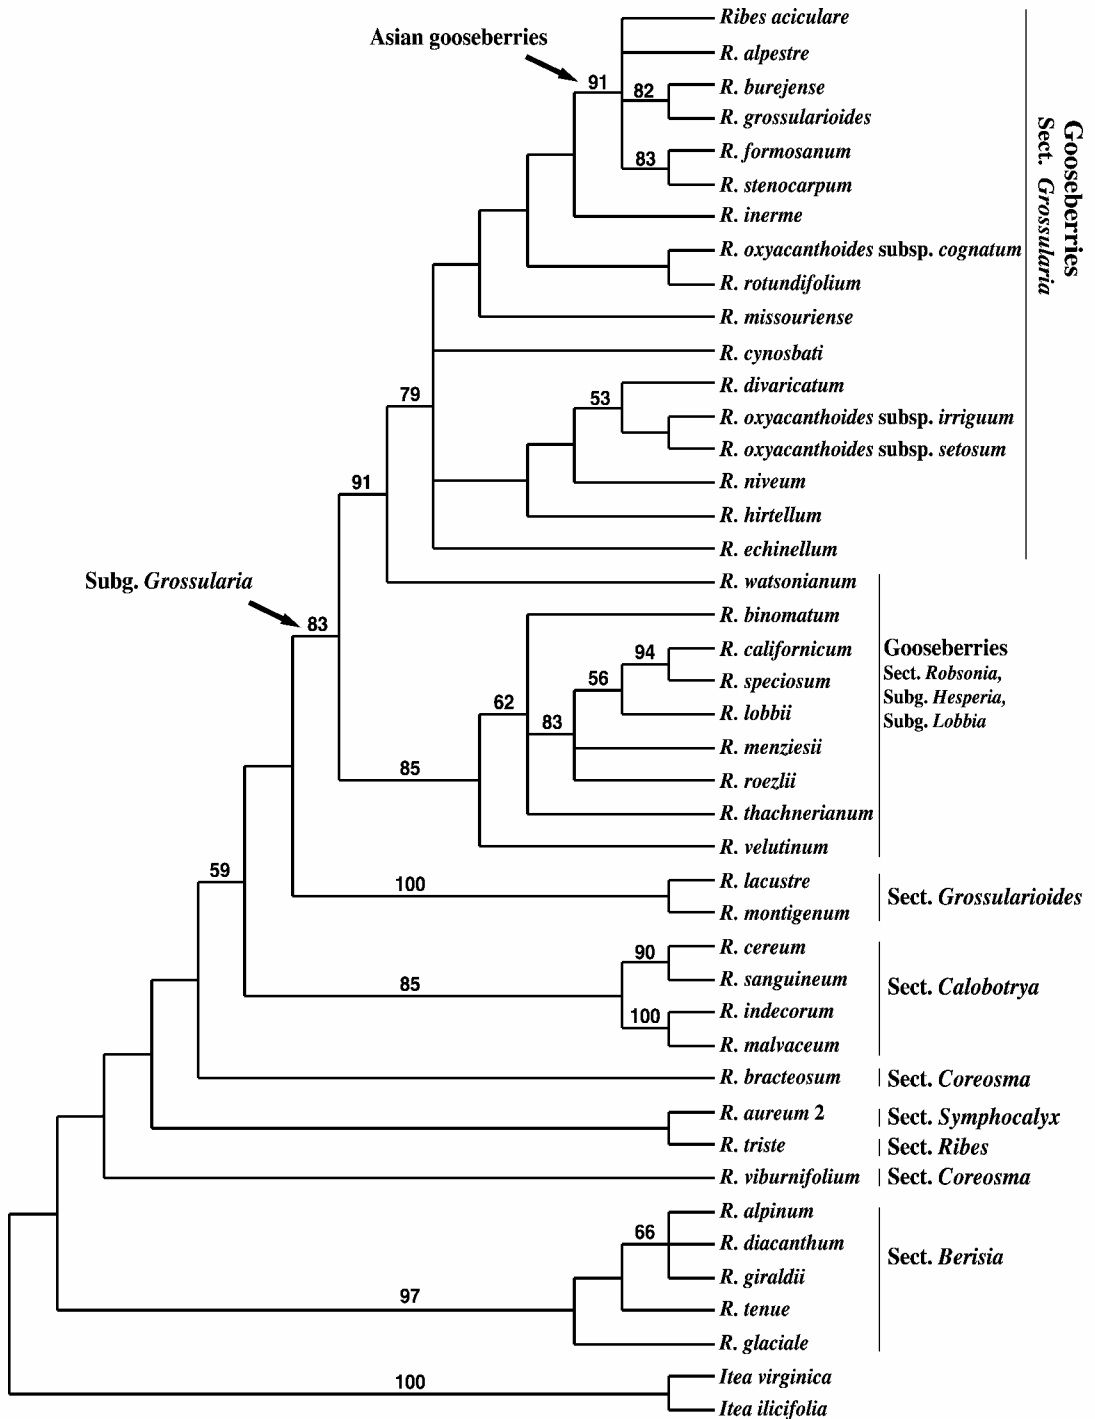 Asian gooseberries
Subg. Grossularia
Ribes aciculare
R. alpestre
R. burejense
R. grossularioides
R. formosanum
R. stenocarpum
R. inerme
R. oxyacanthoides subsp. cognatum
R. rotundifolium
R. missouriense
R. cynosbati
R. divaricatum
R. oxyacanthoides subsp. irriguum
R. oxyacanthoides subsp. setosum
R. niveum
R. hirtellum
R. echinellum
R. watsonianum
R. binomatum
R. californicum
R. speciosum
R. lobbii
R. menziesii
R. roezlii
R. thachnerianum
R. velutinum
R. lacustre
R. montigenum
R. cereum
R. sanguineum
R. indecorum
R. malvaceum
R. bracteosum
R. aureum 2
R. triste
R. viburnifolium
R. alpinum
R. diacanthum
R. giraldii
R. tenue
R. glaciale
Itea virginica
Itea ilicifolia
91
82
83
79
53
91
83
94
56
62
83
85
59
100
90
85
100
66
97
100
Gooseberries
Sect. Grossularia
Gooseberries
Sect. Robsonia,
Subg. Hesperia,
Subg. Lobbia
Sect. Grossularioides
Sect. Calobotrya
Sect. Coreosma
Sect. Symphocalyx
Sect. Ribes
Sect. Coreosma
Sect. Berisia